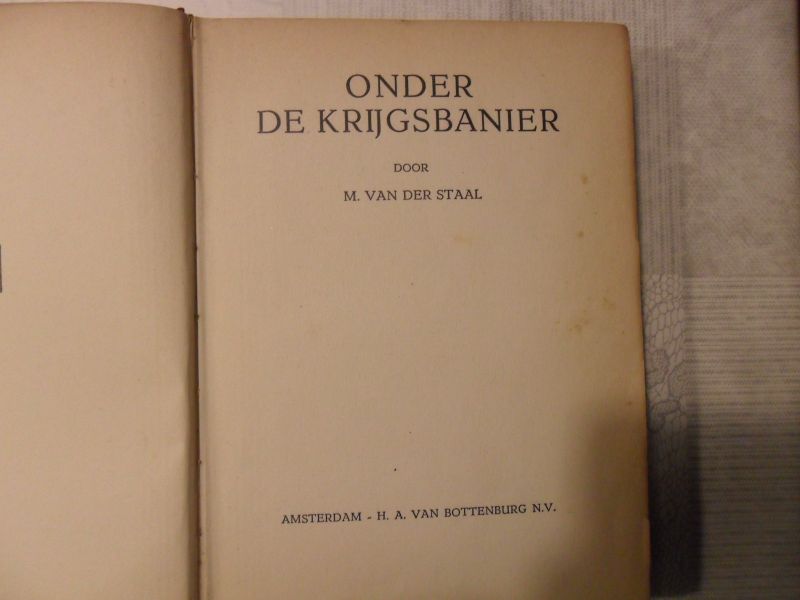 ONDER
DE KRIJGSBANIER
DOOR
M. VAN DER STAAL
AMSTERDAM - H. A. VAN BOTTENBURG N.V.